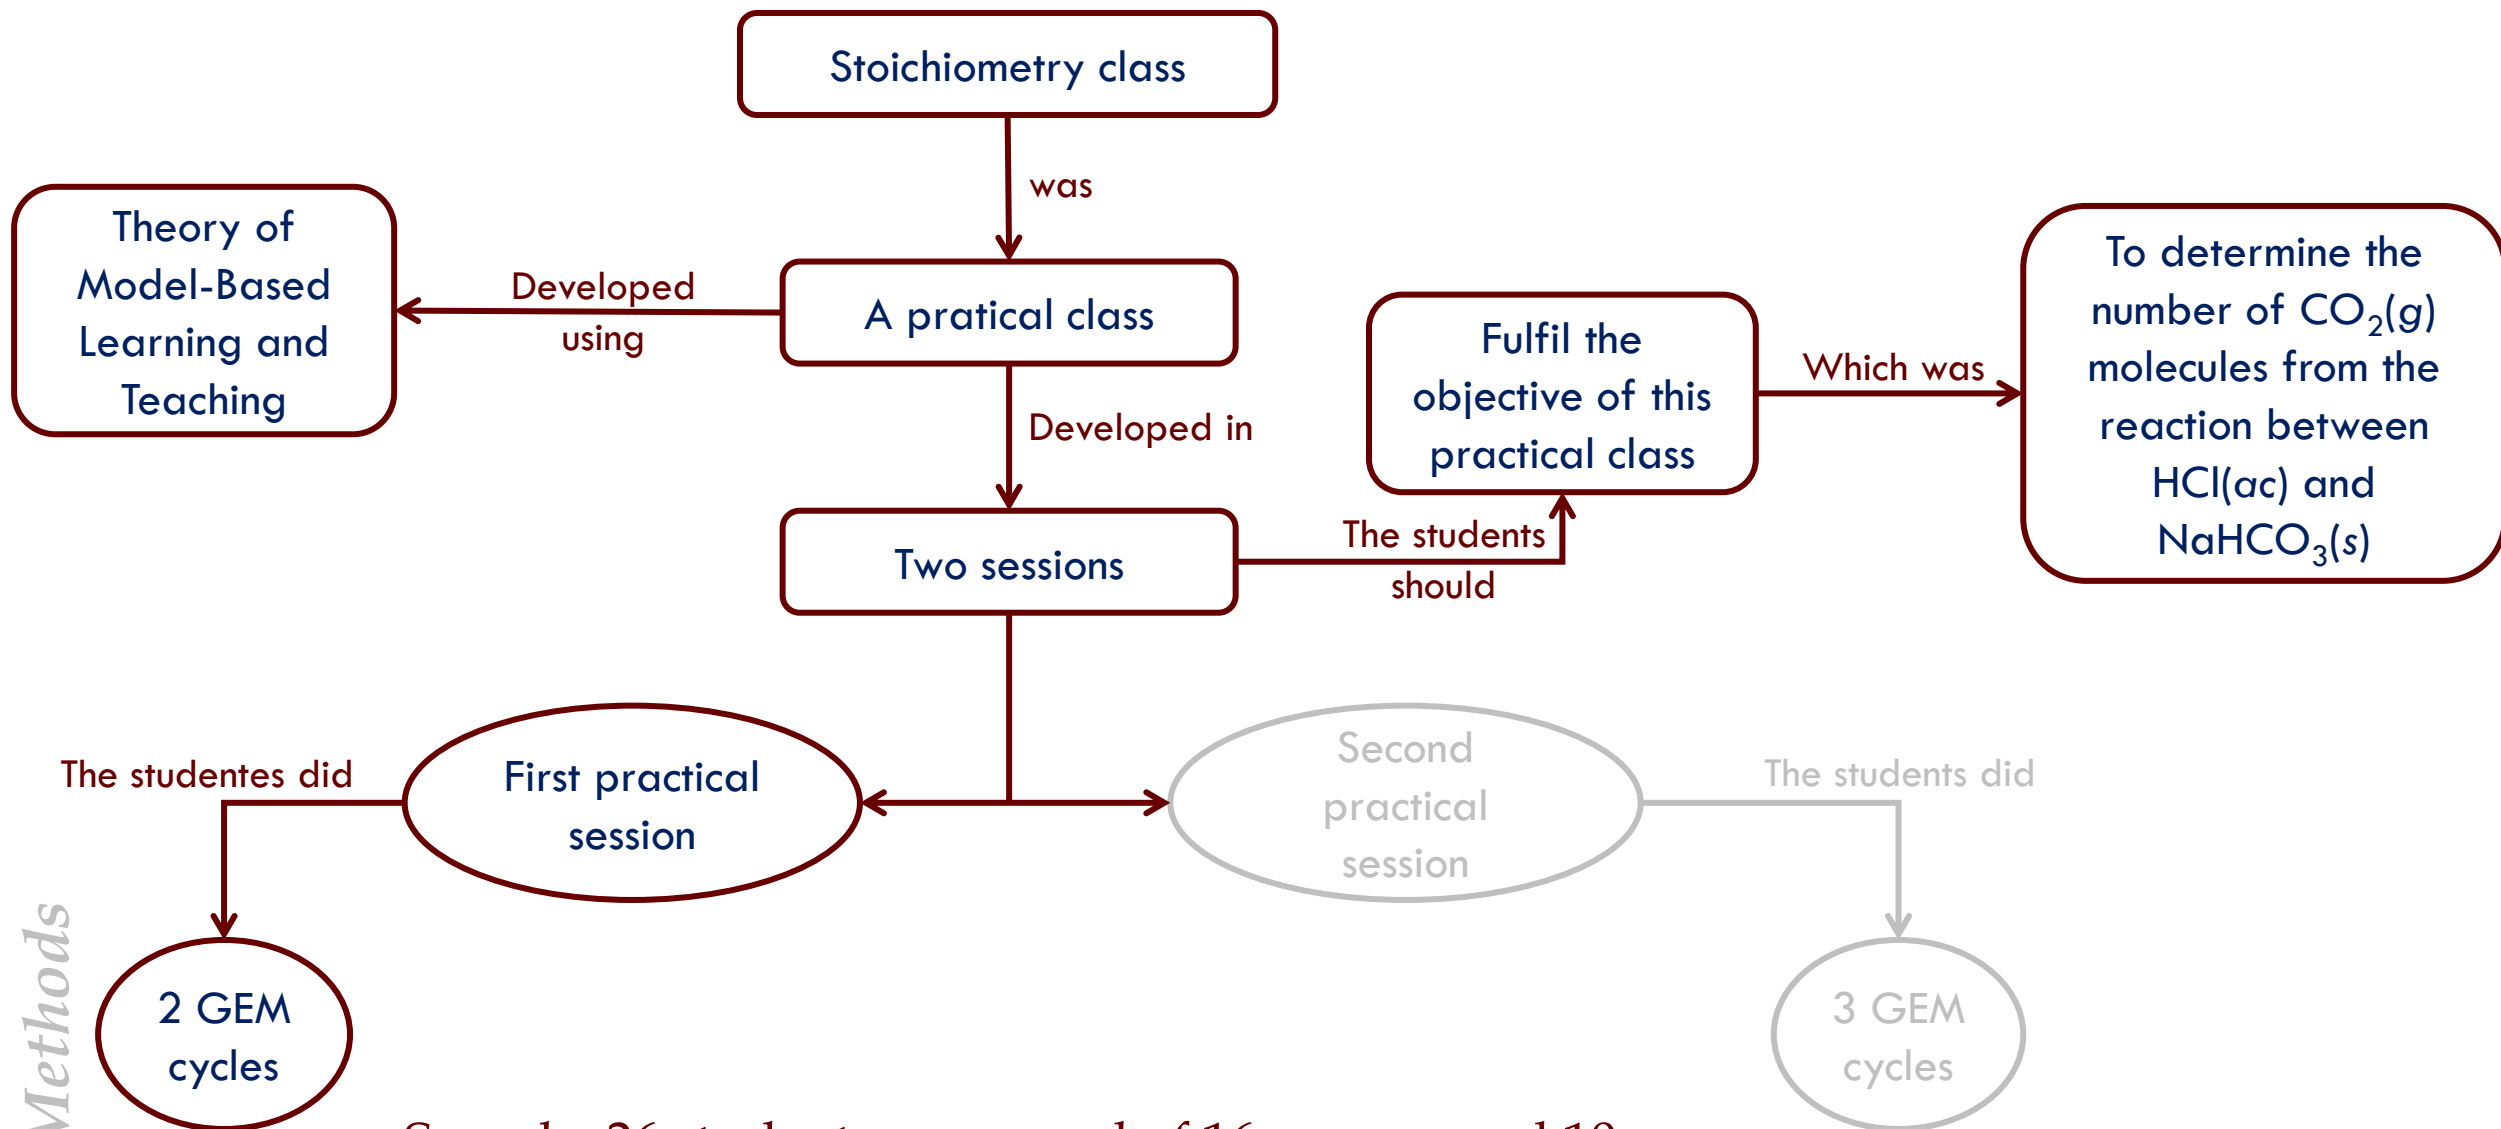 Stoichiometry class
was
Theory of
Model-Based
Learning and
Teaching
Developed
using
A pratical class
Developed in
Fulfil the
objective of this
practical class
Which was
To determine the
number of CO₂(g)
molecules from the
reaction between
HCl(ac) and
NaHCO₃(s)
Two sessions
The students
should
The studentes did
First practical
session
Second
practical
session
The students did
2 GEM
cycles
3 GEM
cycles
Methods
26 students